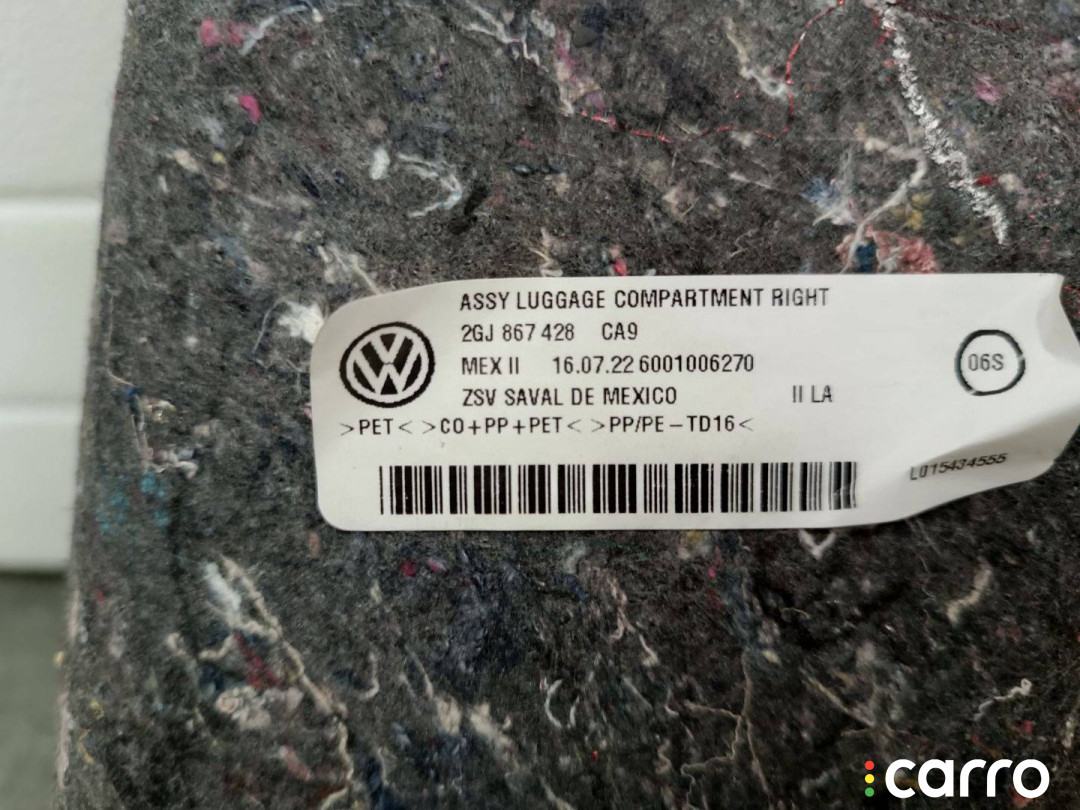 ASSY LUGGAGE COMPARTMENT RIGHT
2GJ 867 428 CA9
MEX II 16.07.22 6001006270
06S
ZSV SAVAL DE MEXICO II LA
>PET< >CO+PP+PET< >PP/PE-TD16<
L015434555
carro